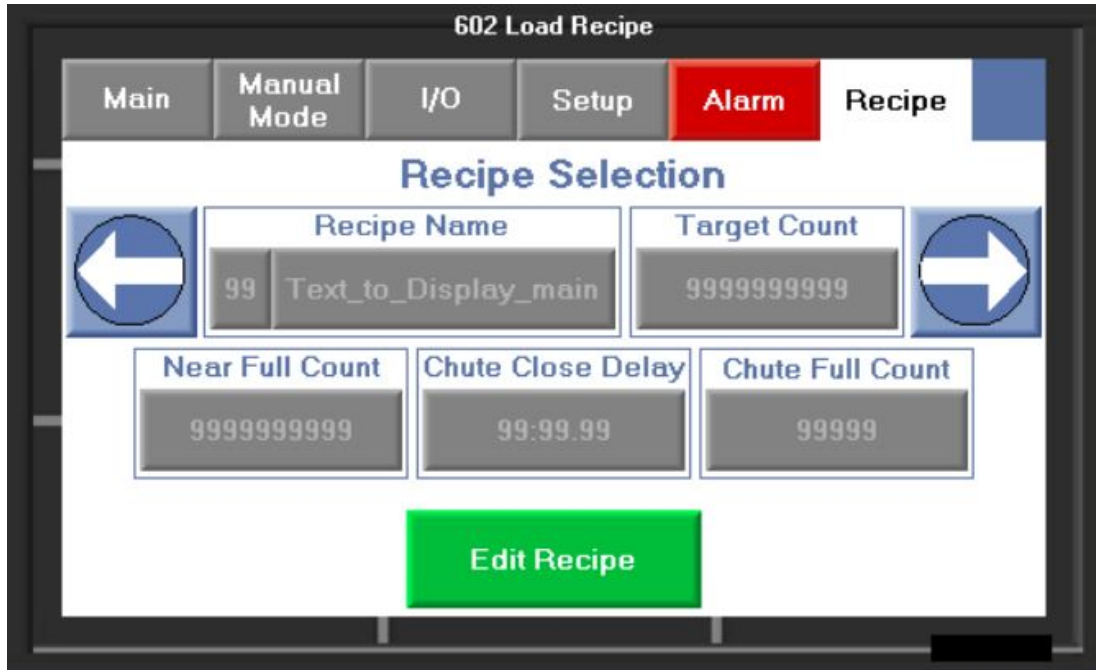 602 Load Recipe
Main
Manual
Mode
I/O
Setup
Alarm
Recipe
Recipe Selection
Recipe Name
Target Count
99
Text_to_Display_main
9999999999
Near Full Count
Chute Close Delay
Chute Full Count
9999999999
99:99.99
99999
Edit Recipe